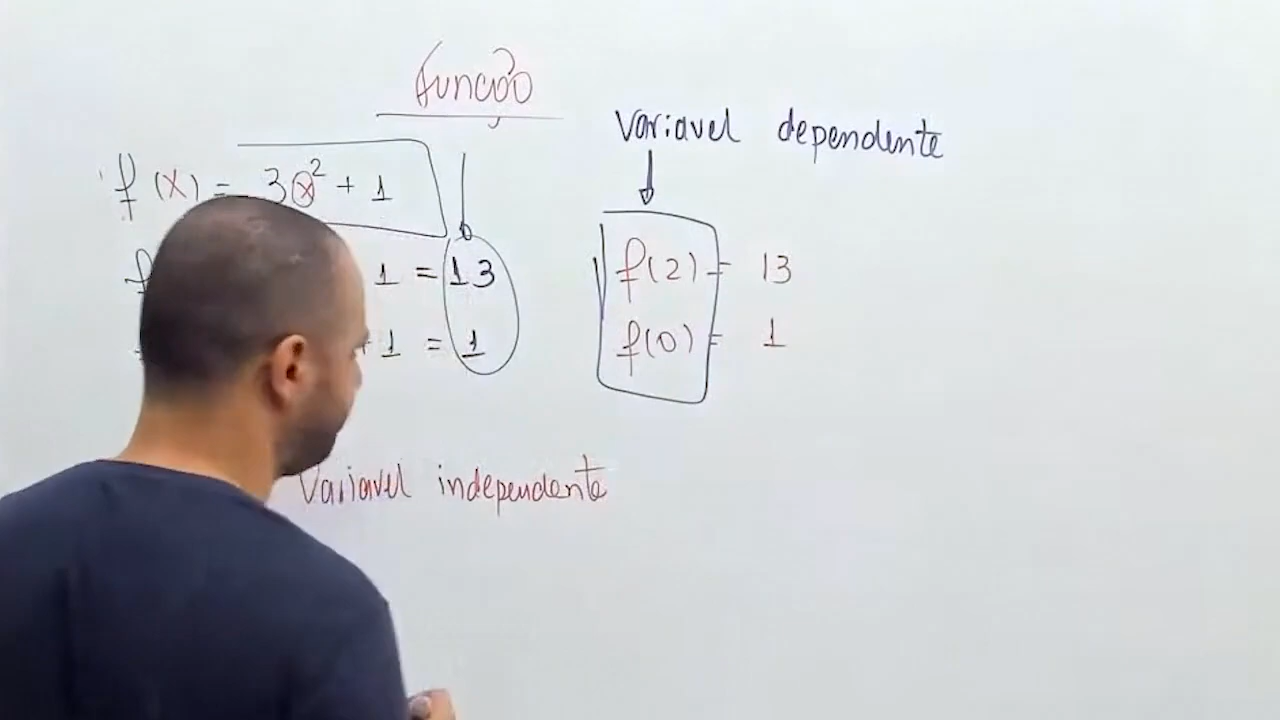 Função
Variavel dependente
f(x) = 3x² + 1
f 1 = 13
f(2) = 13
+1 = 1
f(0) = 1
Variavel independente